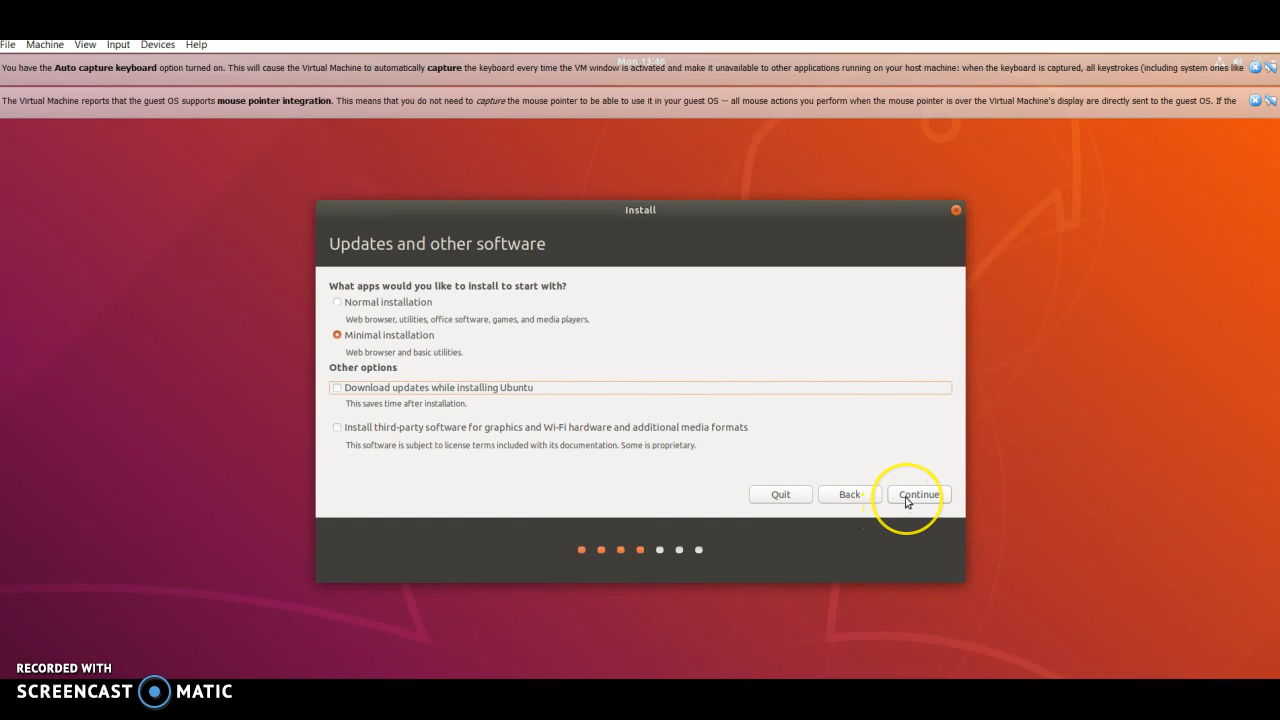 File Machine View Input Devices Help
Mon 13:46
You have the Auto capture keyboard option turned on. This will cause the Virtual Machine to automatically capture the keyboard every time the VM window is activated and make it unavailable to other applications running on your host machine: when the keyboard is captured, all keystrokes (including system ones like
The Virtual Machine reports that the guest OS supports mouse pointer integration. This means that you do not need to capture the mouse pointer to be able to use it in your guest OS -- all mouse actions you perform when the mouse pointer is over the Virtual Machine's display are directly sent to the guest OS. If the
Install
Updates and other software
What apps would you like to install to start with?
Normal installation
Web browser, utilities, office software, games, and media players.
Minimal installation
Web browser and basic utilities.
Other options
Download updates while installing Ubuntu
This saves time after installation.
Install third-party software for graphics and Wi-Fi hardware and additional media formats
This software is subject to license terms included with its documentation. Some is proprietary.
Quit Back Continue
RECORDED WITH
SCREENCAST MATIC